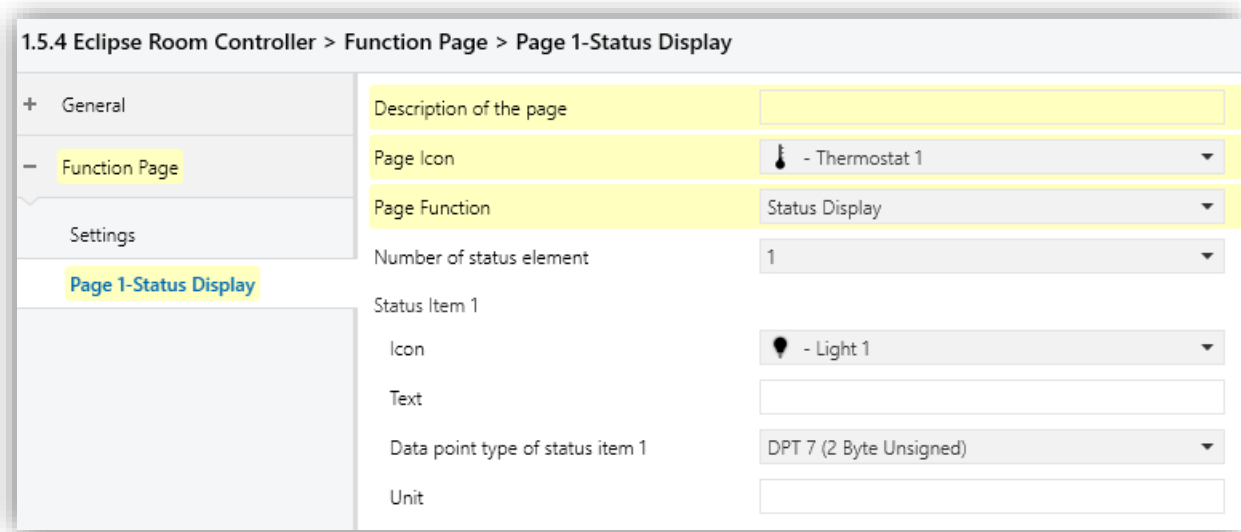 1.5.4 Eclipse Room Controller > Function Page > Page 1-Status Display
+ General
− Function Page
Settings
Page 1-Status Display
Description of the page
Page Icon - Thermostat 1
Page Function Status Display
Number of status element 1
Status Item 1
Icon - Light 1
Text
Data point type of status item 1 DPT 7 (2 Byte Unsigned)
Unit